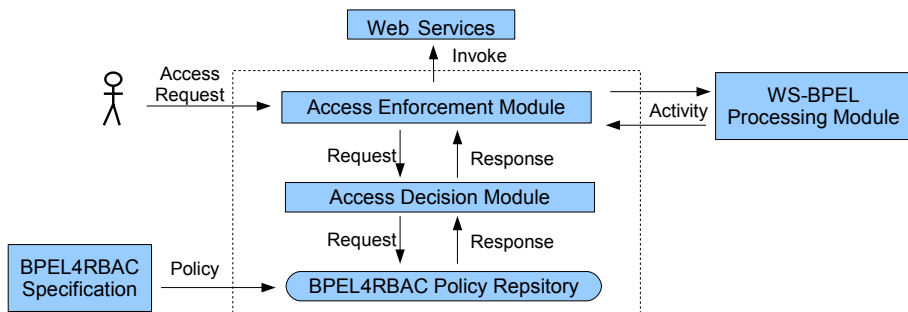 Web Services
Invoke
Access
Request
Access Enforcement Module
WS-BPEL
Processing Module
Activity
Request
Response
Access Decision Module
Request
Response
BPEL4RBAC
Specification
Policy
BPEL4RBAC Policy Repsitory